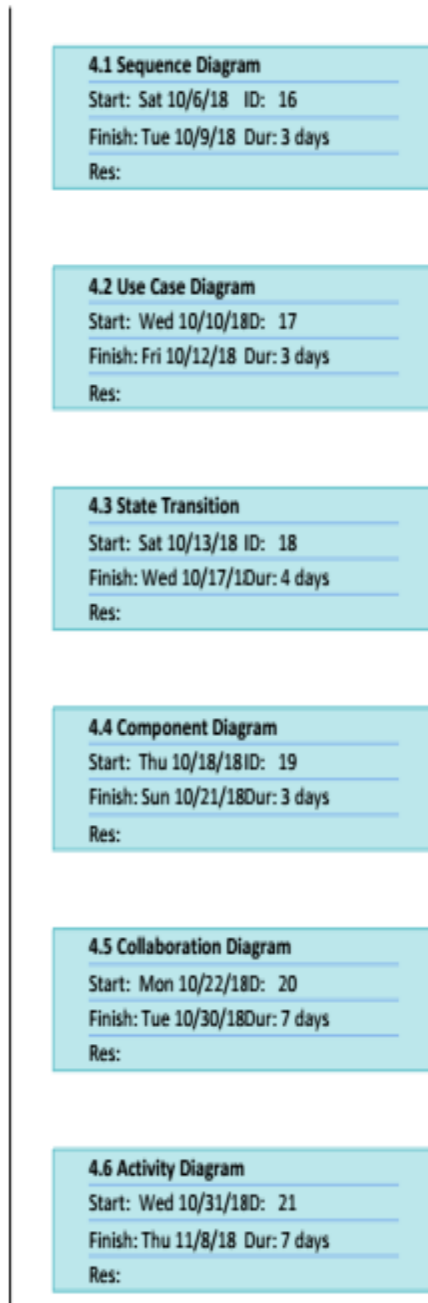 4.1 Sequence Diagram
Start: Sat 10/6/18 ID: 16
Finish: Tue 10/9/18 Dur: 3 days
Res:
4.2 Use Case Diagram
Start: Wed 10/10/18D: 17
Finish: Fri 10/12/18 Dur: 3 days
Res:
4.3 State Transition
Start: Sat 10/13/18 ID: 18
Finish: Wed 10/17/1Dur: 4 days
Res:
4.4 Component Diagram
Start: Thu 10/18/18ID: 19
Finish: Sun 10/21/18Dur: 3 days
Res:
4.5 Collaboration Diagram
Start: Mon 10/22/18D: 20
Finish: Tue 10/30/18Dur: 7 days
Res:
4.6 Activity Diagram
Start: Wed 10/31/18D: 21
Finish: Thu 11/8/18 Dur: 7 days
Res: